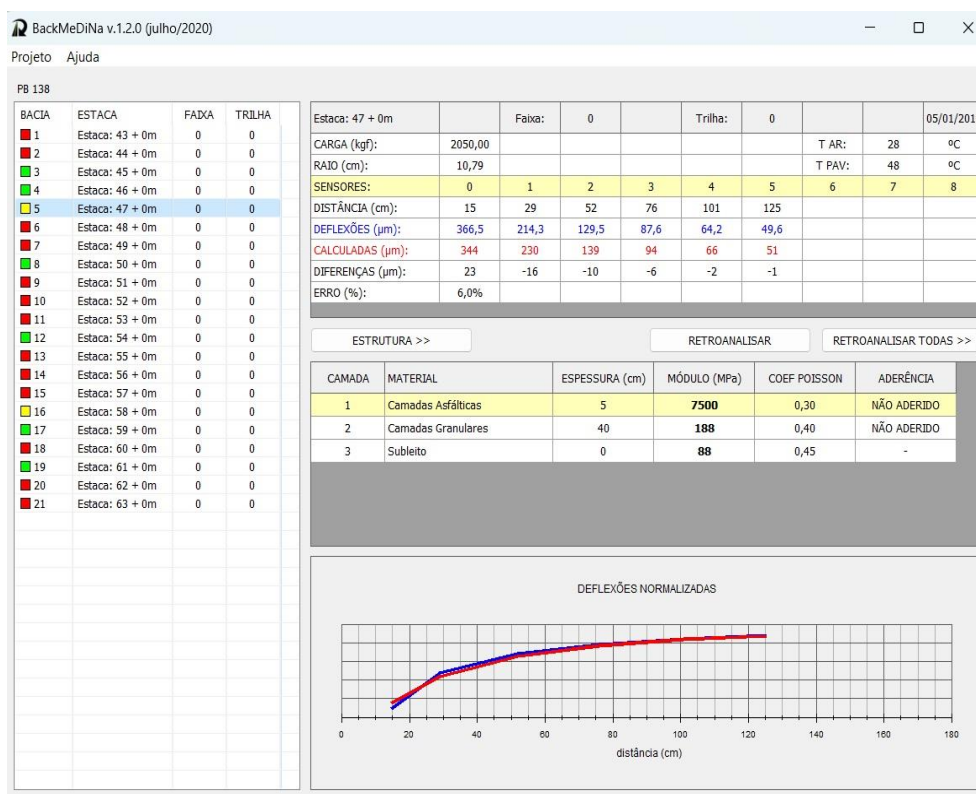 BackMeDiNa v.1.2.0 (julho/2020)
Projeto Ajuda
PB 138
BACIA ESTACA FAIXA TRILHA
1 Estaca: 43 + 0m 0 0
2 Estaca: 44 + 0m 0 0
3 Estaca: 45 + 0m 0 0
4 Estaca: 46 + 0m 0 0
5 Estaca: 47 + 0m 0 0
6 Estaca: 48 + 0m 0 0
7 Estaca: 49 + 0m 0 0
8 Estaca: 50 + 0m 0 0
9 Estaca: 51 + 0m 0 0
10 Estaca: 52 + 0m 0 0
11 Estaca: 53 + 0m 0 0
12 Estaca: 54 + 0m 0 0
13 Estaca: 55 + 0m 0 0
14 Estaca: 56 + 0m 0 0
15 Estaca: 57 + 0m 0 0
16 Estaca: 58 + 0m 0 0
17 Estaca: 59 + 0m 0 0
18 Estaca: 60 + 0m 0 0
19 Estaca: 61 + 0m 0 0
20 Estaca: 62 + 0m 0 0
21 Estaca: 63 + 0m 0 0
Estaca: 47 + 0m Faixa: 0 Trilha: 0 05/01/201
CARGA (kgf): 2050,00 T AR: 28 ºC
RAIO (cm): 10,79 T PAV: 48 ºC
SENSORES: 0 1 2 3 4 5 6 7 8
DISTÂNCIA (cm): 15 29 52 76 101 125
DEFLEXÕES (µm): 366,5 214,3 129,5 87,6 64,2 49,6
CALCULADAS (µm): 344 230 139 94 66 51
DIFERENÇAS (µm): 23 -16 -10 -6 -2 -1
ERRO (%): 6,0%
ESTRUTURA >> RETROANALISAR RETROANALISAR TODAS >>
CAMADA MATERIAL ESPESSURA (cm) MÓDULO (MPa) COEF POISSON ADERÊNCIA
1 Camadas Asfálticas 5 7500 0,30 NÃO ADERIDO
2 Camadas Granulares 40 188 0,40 NÃO ADERIDO
3 Subleito 0 88 0,45 -
DEFLEXÕES NORMALIZADAS
0 20 40 60 80 100 120 140 160 180
distância (cm)